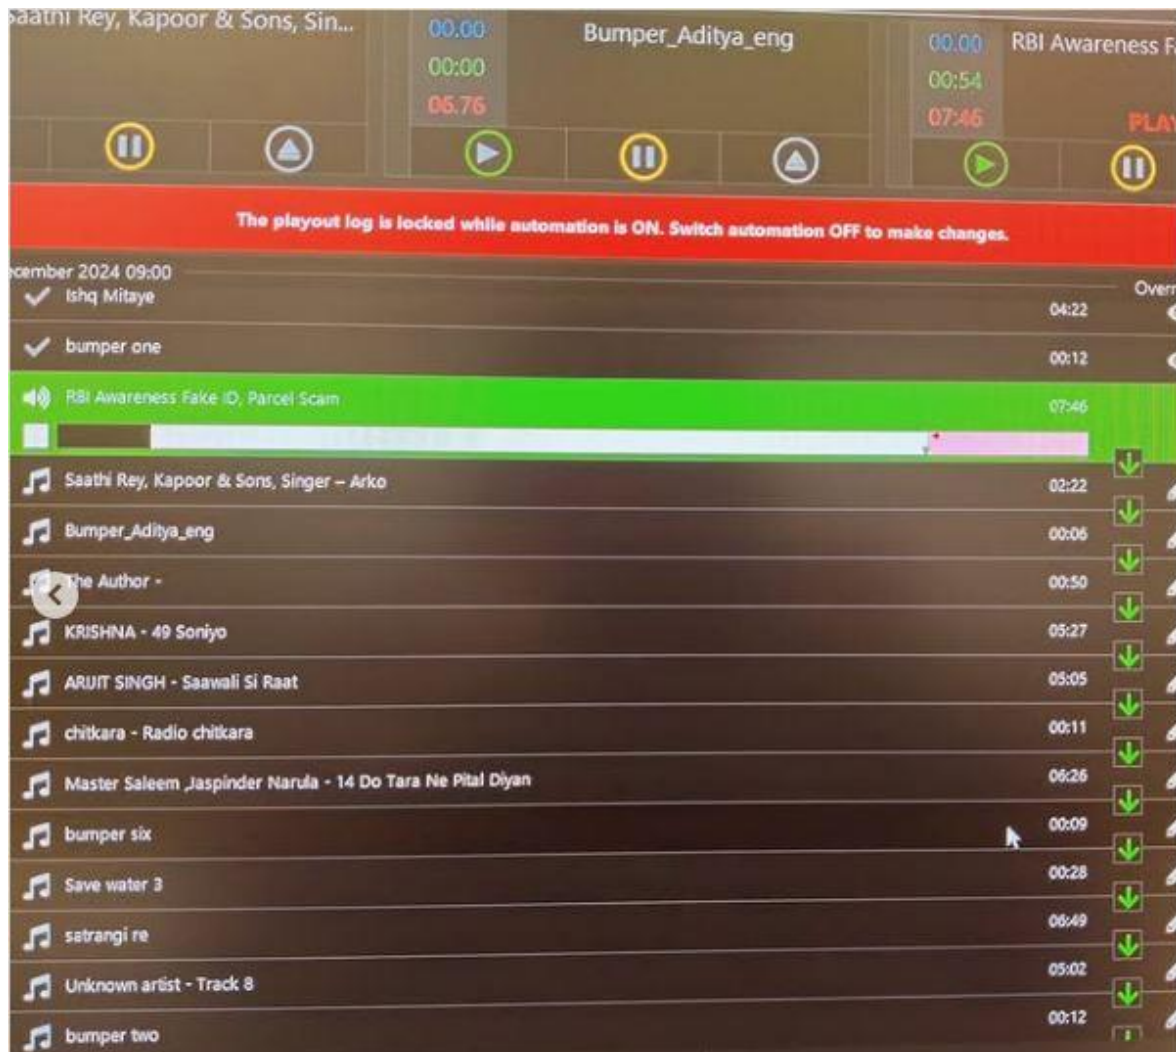 Saathi Rey, Kapoor & Sons, Sin...
00.00
00:00
06.76
Bumper_Aditya_eng
00.00
00:54
07:46
RBI Awareness F
PLAY
The playout log is locked while automation is ON. Switch automation OFF to make changes.
ecember 2024 09:00
Overr
Ishq Mitaye 04:22
bumper one 00:12
RBI Awareness Fake ID, Parcel Scam 07:46
Saathi Rey, Kapoor & Sons, Singer – Arko 02:22
Bumper_Aditya_eng 00:06
The Author - 00:50
KRISHNA - 49 Soniyo 05:27
ARIJIT SINGH - Saawali Si Raat 05:05
chitkara - Radio chitkara 00:11
Master Saleem ,Jaspinder Narula - 14 Do Tara Ne Pital Diyan 06:26
bumper six 00:09
Save water 3 00:28
satrangi re 06:49
Unknown artist - Track 8 05:02
bumper two 00:12